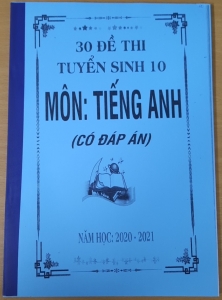 30 ĐỀ THI
TUYỂN SINH 10
MÔN: TIẾNG ANH
(CÓ ĐÁP ÁN)
NĂM HỌC: 2020 - 2021